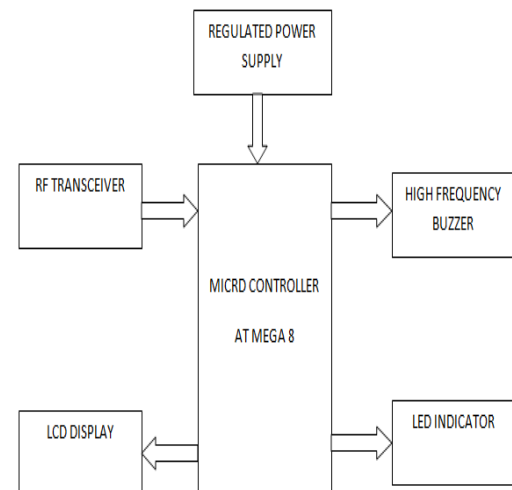 REGULATED POWER
SUPPLY
RF TRANSCEIVER
HIGH FREQUENCY
BUZZER
MICRD CONTROLLER
AT MEGA 8
LCD DISPLAY
LED INDICATOR